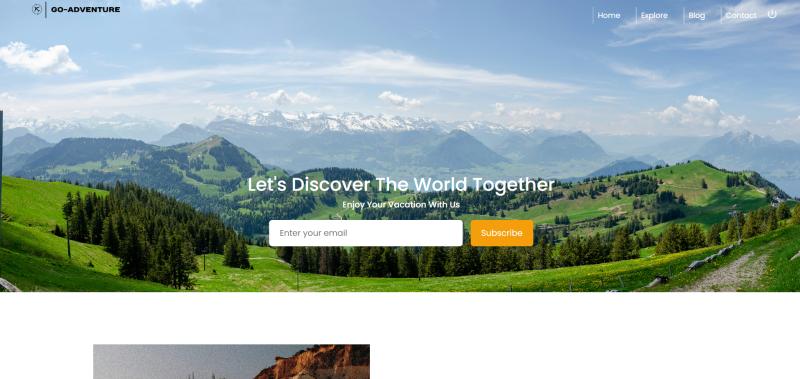 GO-ADVENTURE
Home
Explore
Blog
Contact
Let's Discover The World Together
Enjoy Your Vacation With Us
Enter your email
Subscribe